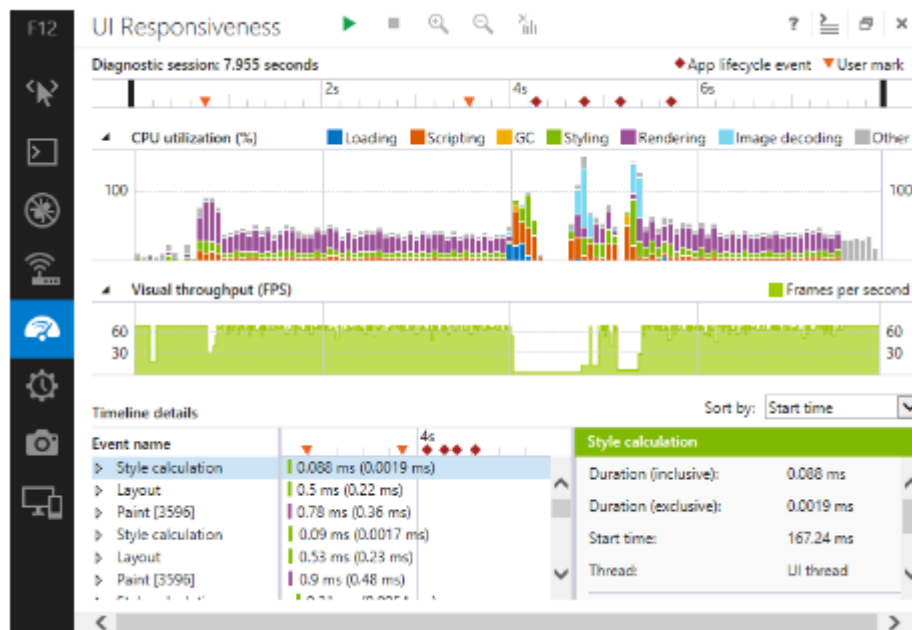 F12 UI Responsiveness ?
Diagnostic session: 7.955 seconds App lifecycle event User mark
2s 4s 6s
CPU utilization (%) Loading Scripting GC Styling Rendering Image decoding Other
100 100
Visual throughput (FPS) Frames per second
60 60
30 30
Timeline details Sort by: Start time
Event name 4s Style calculation
Style calculation 0.088 ms (0.0019 ms) Duration (inclusive): 0.088 ms
Layout 0.5 ms (0.22 ms)
Paint [3596] 0.78 ms (0.36 ms) Duration (exclusive): 0.0019 ms
Style calculation 0.09 ms (0.0017 ms) Start time: 167.24 ms
Layout 0.53 ms (0.23 ms)
Paint [3596] 0.9 ms (0.48 ms) Thread: UI thread